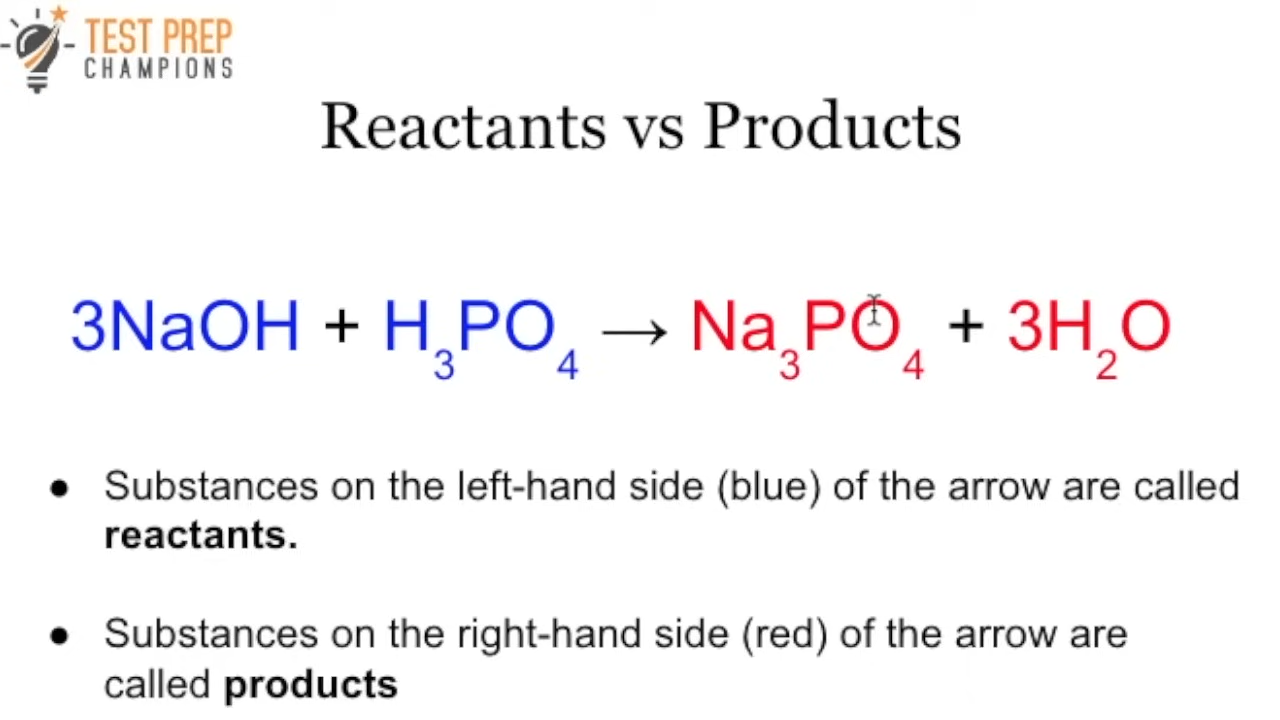 TEST PREP
CHAMPIONS
Reactants vs Products
3NaOH + H₃PO₄ → Na₃PO₄ + 3H₂O
● Substances on the left-hand side (blue) of the arrow are called
reactants.
● Substances on the right-hand side (red) of the arrow are
called products